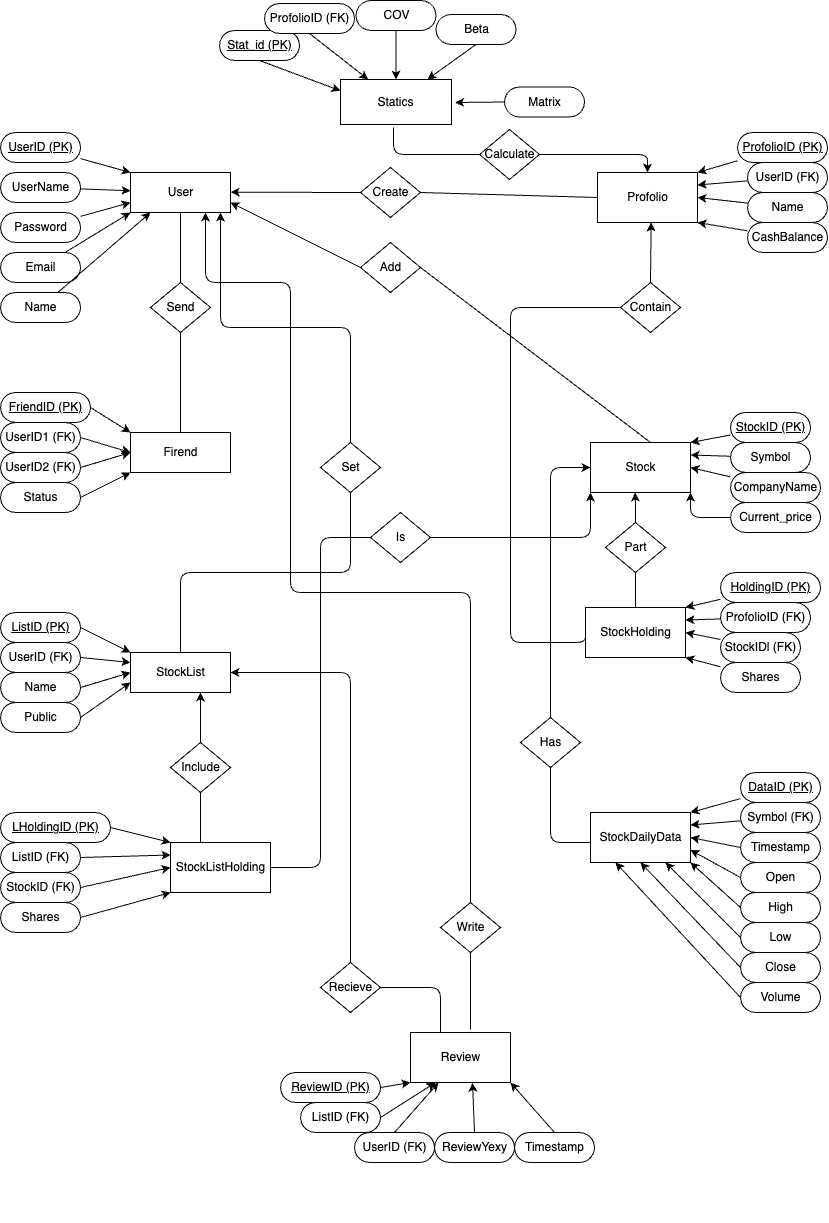 ProfolioID (FK)
COV
Beta
Stat_id (PK)
Statics
Matrix
UserID (PK)
Calculate
ProfolioID (PK)
UserName
User
Create
Profolio
UserID (FK)
Name
Password
CashBalance
Email
Add
Name
Send
Contain
FriendID (PK)
UserID1 (FK)
UserID2 (FK)
Status
Firend
Set
Stock
StockID (PK)
Symbol
CompanyName
Current_price
Is
Part
HoldingID (PK)
ProfolioID (FK)
StockIDI (FK)
Shares
StockHolding
ListID (PK)
UserID (FK)
Name
Public
StockList
Has
Include
DataID (PK)
Symbol (FK)
Timestamp
Open
High
Low
Close
Volume
StockDailyData
LHoldingID (PK)
ListID (FK)
StockID (FK)
Shares
StockListHolding
Write
Recieve
Review
ReviewID (PK)
ListID (FK)
UserID (FK)
ReviewYexy
Timestamp